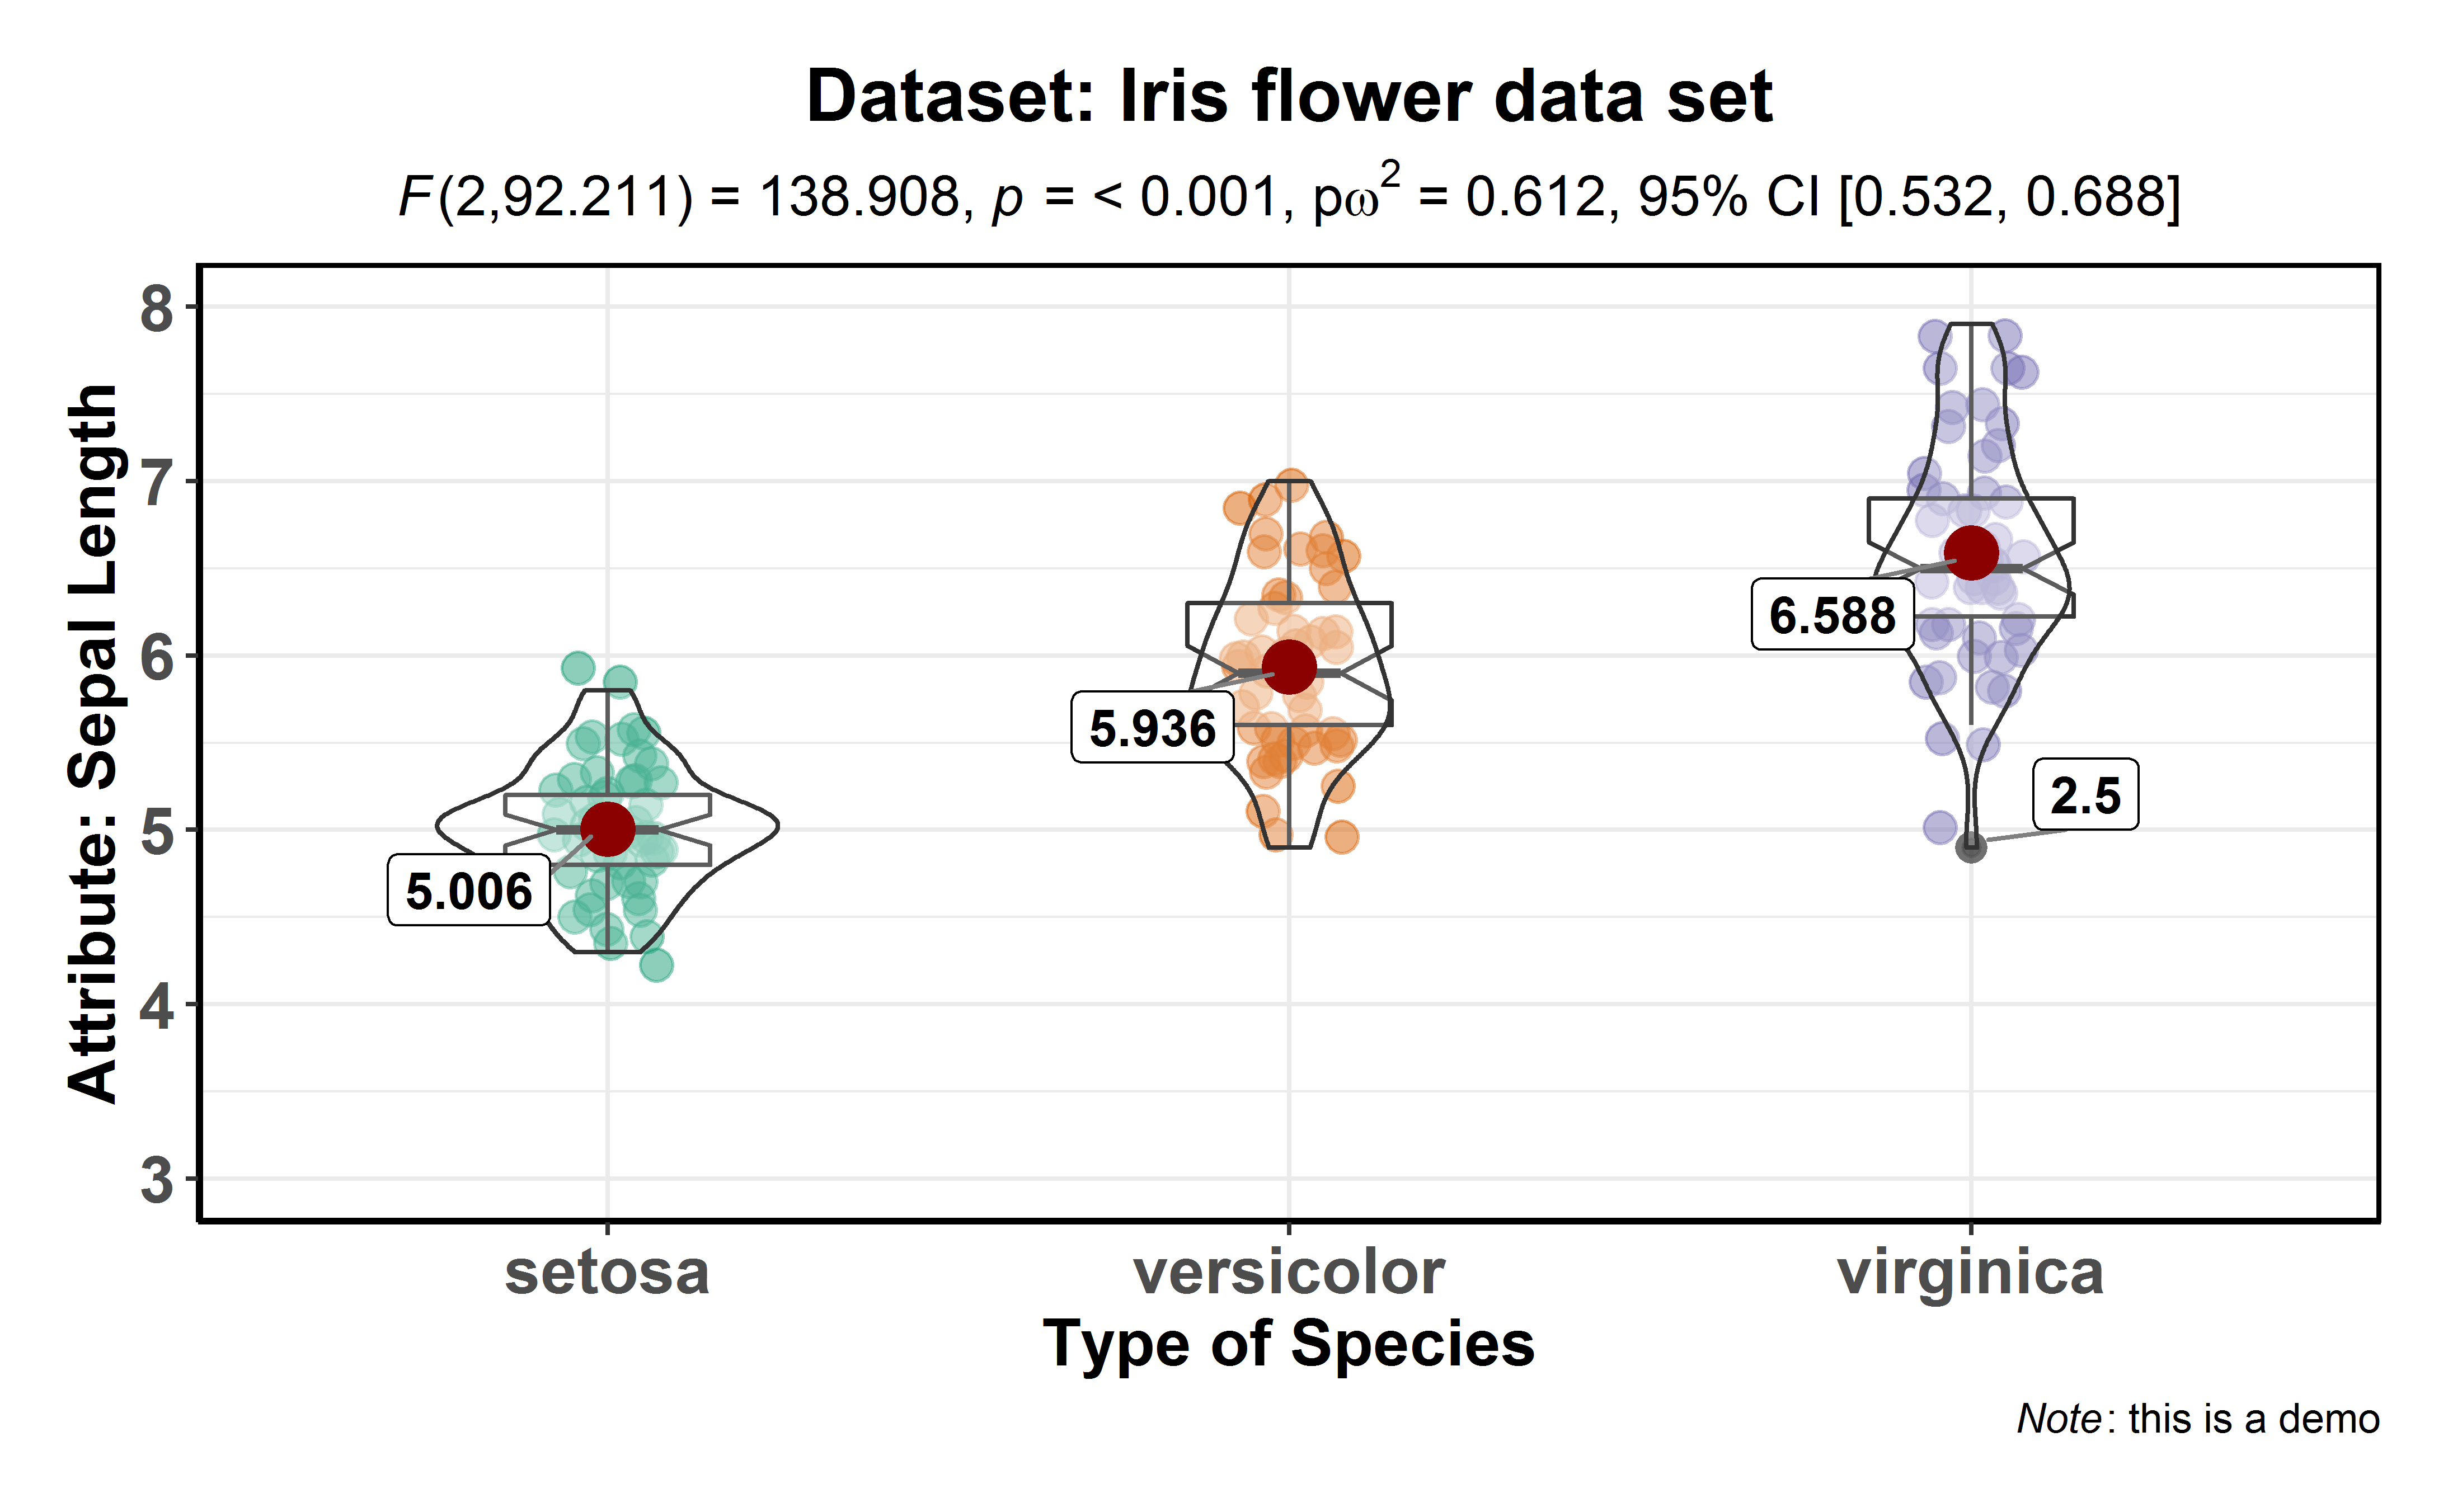 Dataset: Iris flower data set
F(2,92.211) = 138.908, p = < 0.001, pω² = 0.612, 95% CI [0.532, 0.688]
Attribute: Sepal Length
8
7
6
5
4
3
5.006
5.936
6.588
2.5
setosa versicolor virginica
Type of Species
Note: this is a demo